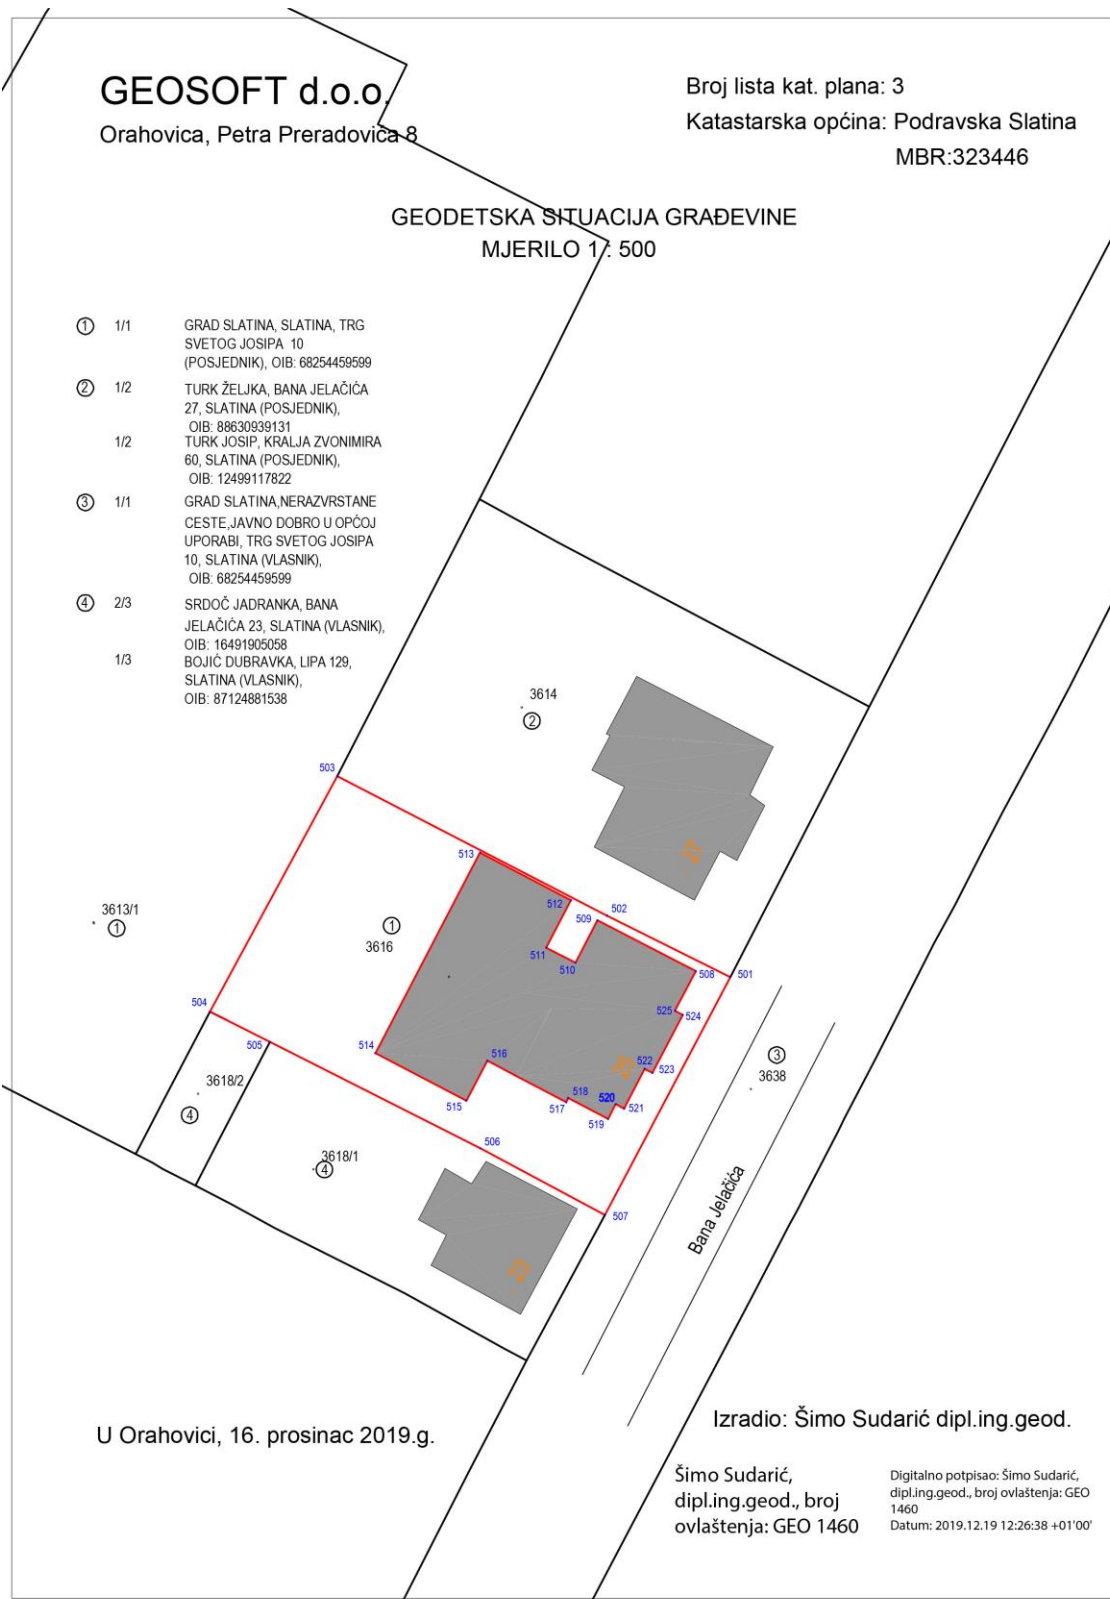 GEOSOFT d.o.o.
Orahovica, Petra Preradovića 8
Broj lista kat. plana: 3
Katastarska općina: Podravska Slatina
MBR:323446
GEODETSKA SITUACIJA GRAĐEVINE
MJERILO 1 : 500
1 1/1 GRAD SLATINA, SLATINA, TRG
SVETOG JOSIPA 10
(POSJEDNIK), OIB: 68254459599
2 1/2 TURK ŽELJKA, BANA JELAČIĆA
27, SLATINA (POSJEDNIK),
OIB: 88630939131
1/2 TURK JOSIP, KRALJA ZVONIMIRA
60, SLATINA (POSJEDNIK),
OIB: 12499117822
3 1/1 GRAD SLATINA,NERAZVRSTANE
CESTE,JAVNO DOBRO U OPĆOJ
UPORABI, TRG SVETOG JOSIPA
10, SLATINA (VLASNIK),
OIB: 68254459599
4 2/3 SRDOČ JADRANKA, BANA
JELAČIĆA 23, SLATINA (VLASNIK),
OIB: 16491905058
1/3 BOJIĆ DUBRAVKA, LIPA 129,
SLATINA (VLASNIK),
OIB: 87124881538
3614
2
503
27
513
512
509
502
3613/1
1
1
3616
511
510
508
501
504
525
524
505
514
516
522
25
523
3
3638
3618/2
4
515
517
518
520
521
519
506
3618/1
4
507
Bana Jelačića
23
U Orahovici, 16. prosinac 2019.g.
Izradio: Šimo Sudarić dipl.ing.geod.
Šimo Sudarić,
dipl.ing.geod., broj
ovlaštenja: GEO 1460
Digitalno potpisao: Šimo Sudarić,
dipl.ing.geod., broj ovlaštenja: GEO
1460
Datum: 2019.12.19 12:26:38 +01'00'